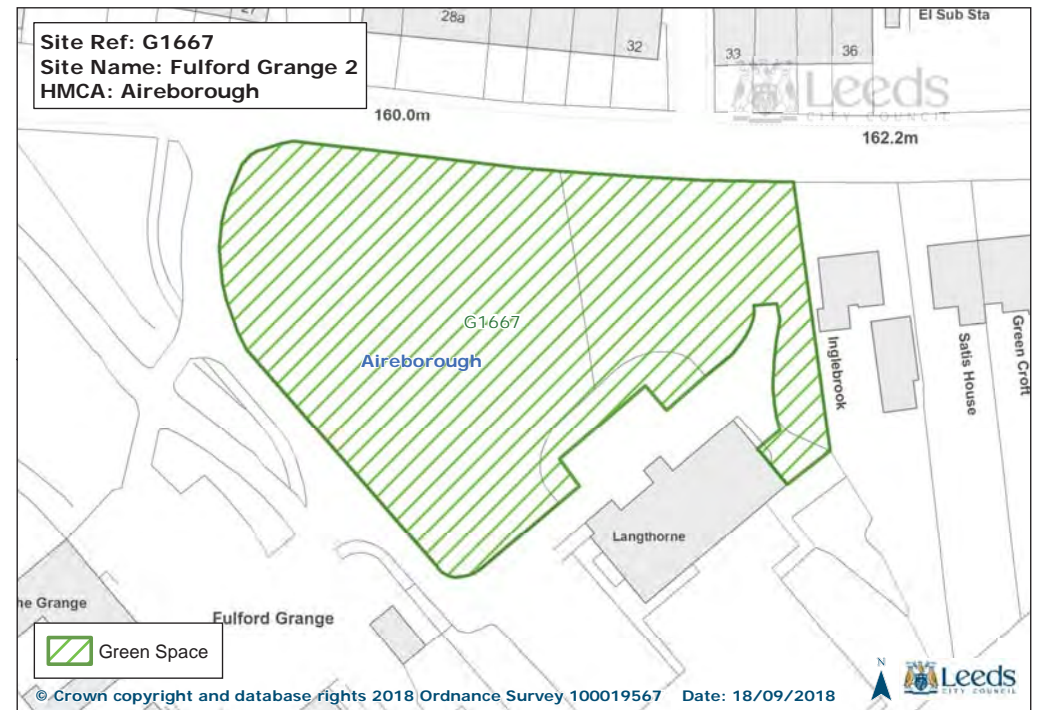 Site Ref: G1667
Site Name: Fulford Grange 2
HMCA: Aireborough
27
28a
32
33
36
El Sub Sta
Leeds
CITY COUNCIL
160.0m
162.2m
G1667
Aireborough
Inglebrook
Satis House
Green Croft
Langthorne
he Grange
Fulford Grange
Green Space
N
Leeds
CITY COUNCIL
© Crown copyright and database rights 2018 Ordnance Survey 100019567 Date: 18/09/2018